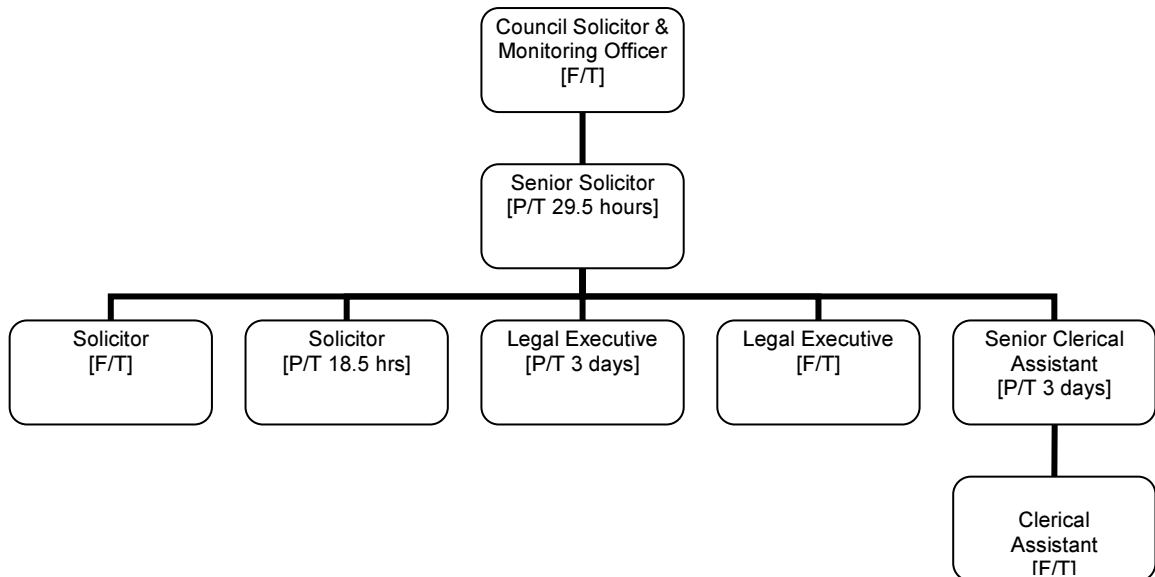 Council Solicitor &
Monitoring Officer
[F/T]
Senior Solicitor
[P/T 29.5 hours]
Solicitor
[F/T]
Solicitor
[P/T 18.5 hrs]
Legal Executive
[P/T 3 days]
Legal Executive
[F/T]
Senior Clerical
Assistant
[P/T 3 days]
Clerical
Assistant
[F/T]